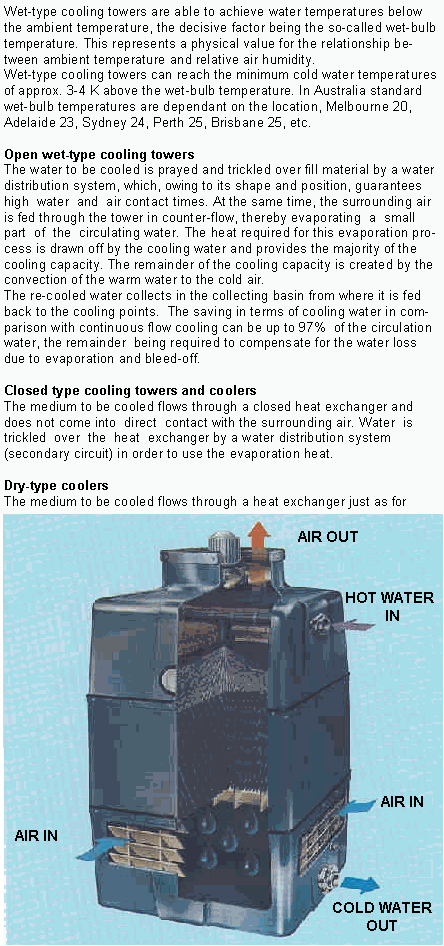 Wet-type cooling towers are able to achieve water temperatures below
the ambient temperature, the decisive factor being the so-called wet-bulb
temperature. This represents a physical value for the relationship be-
tween ambient temperature and relative air humidity.
Wet-type cooling towers can reach the minimum cold water temperatures
of approx. 3-4 K above the wet-bulb temperature. In Australia standard
wet-bulb temperatures are dependant on the location, Melbourne 20,
Adelaide 23, Sydney 24, Perth 25, Brisbane 25, etc.
Open wet-type cooling towers
The water to be cooled is prayed and trickled over fill material by a water
distribution system, which, owing to its shape and position, guarantees
high water and air contact times. At the same time, the surrounding air
is fed through the tower in counter-flow, thereby evaporating a small
part of the circulating water. The heat required for this evaporation pro-
cess is drawn off by the cooling water and provides the majority of the
cooling capacity. The remainder of the cooling capacity is created by the
convection of the warm water to the cold air.
The re-cooled water collects in the collecting basin from where it is fed
back to the cooling points. The saving in terms of cooling water in com-
parison with continuous flow cooling can be up to 97% of the circulation
water, the remainder being required to compensate for the water loss
due to evaporation and bleed-off.
Closed type cooling towers and coolers
The medium to be cooled flows through a closed heat exchanger and
does not come into direct contact with the surrounding air. Water is
trickled over the heat exchanger by a water distribution system
(secondary circuit) in order to use the evaporation heat.
Dry-type coolers
The medium to be cooled flows through a heat exchanger just as for
AIR OUT
HOT WATER
IN
AIR IN
AIR IN
COLD WATER
OUT